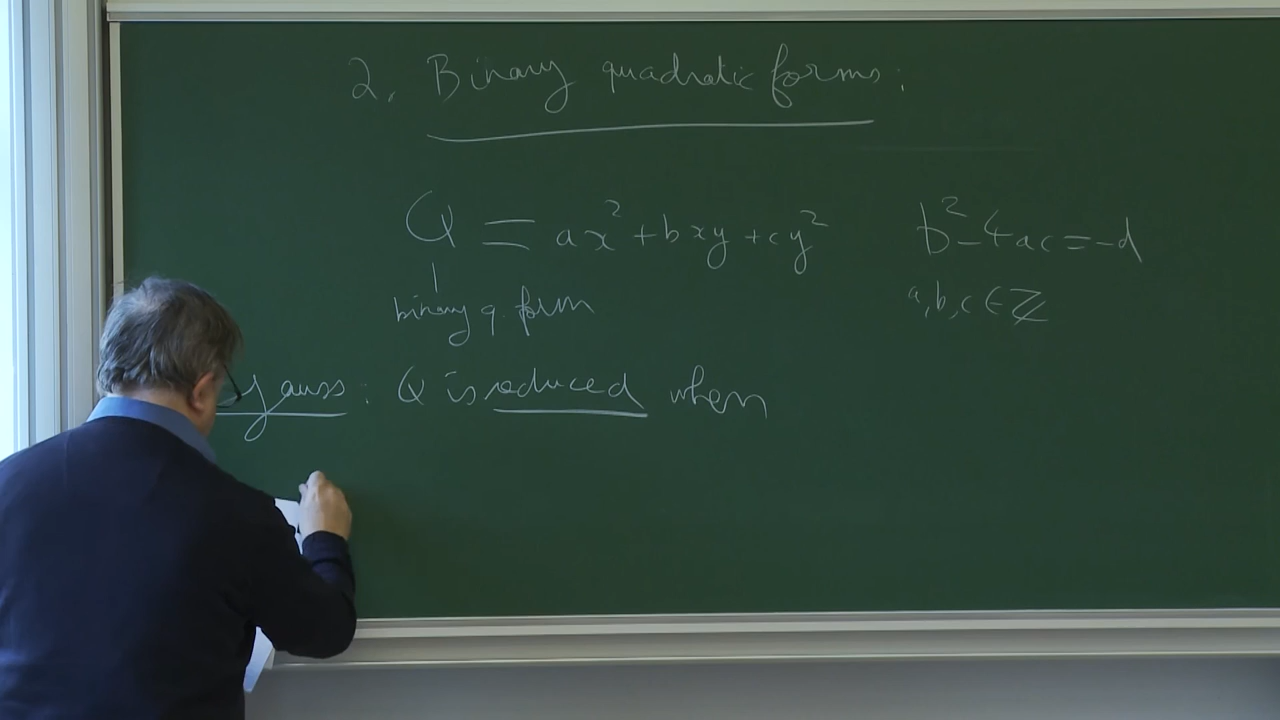 2. Binary quadratic forms:
Q = ax² + bxy + cy² b² - 4ac = -d
binary q. form a, b, c ∈ ℤ
Gauss: Q is reduced when